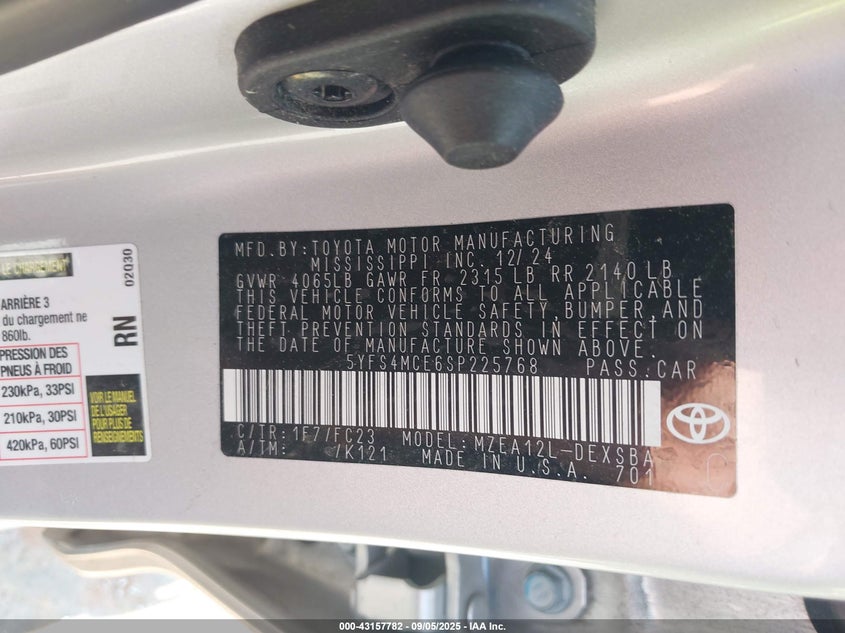 MFD. BY: TOYOTA MOTOR MANUFACTURING
MISSISSIPPI INC. 12/24
GVWR 4065LB GAWR FR 2315 LB RR 2140 LB
THIS VEHICLE CONFORMS TO ALL APPLICABLE
FEDERAL MOTOR VEHICLE SAFETY, BUMPER, AND
THEFT PREVENTION STANDARDS IN EFFECT ON
THE DATE OF MANUFACTURE SHOWN ABOVE.
5YFS4MCE6SP225768 PASS. CAR
C/TR: 1F7/FC23 MODEL: MZEA12L-DEXSBA
A/TM: /K121 MADE IN U.S.A. 701
ARRIÈRE 3
du chargement ne
860lb.
PRESSION DES
PNEUS À FROID
230kPa, 33PSI
210kPa, 30PSI
420kPa, 60PSI
02030
RN
VOIR LE MANUEL
DE L'USAGER
POUR PLUS DE
RENSEIGNEMENTS
000-43157782 - 09/05/2025 - IAA Inc.